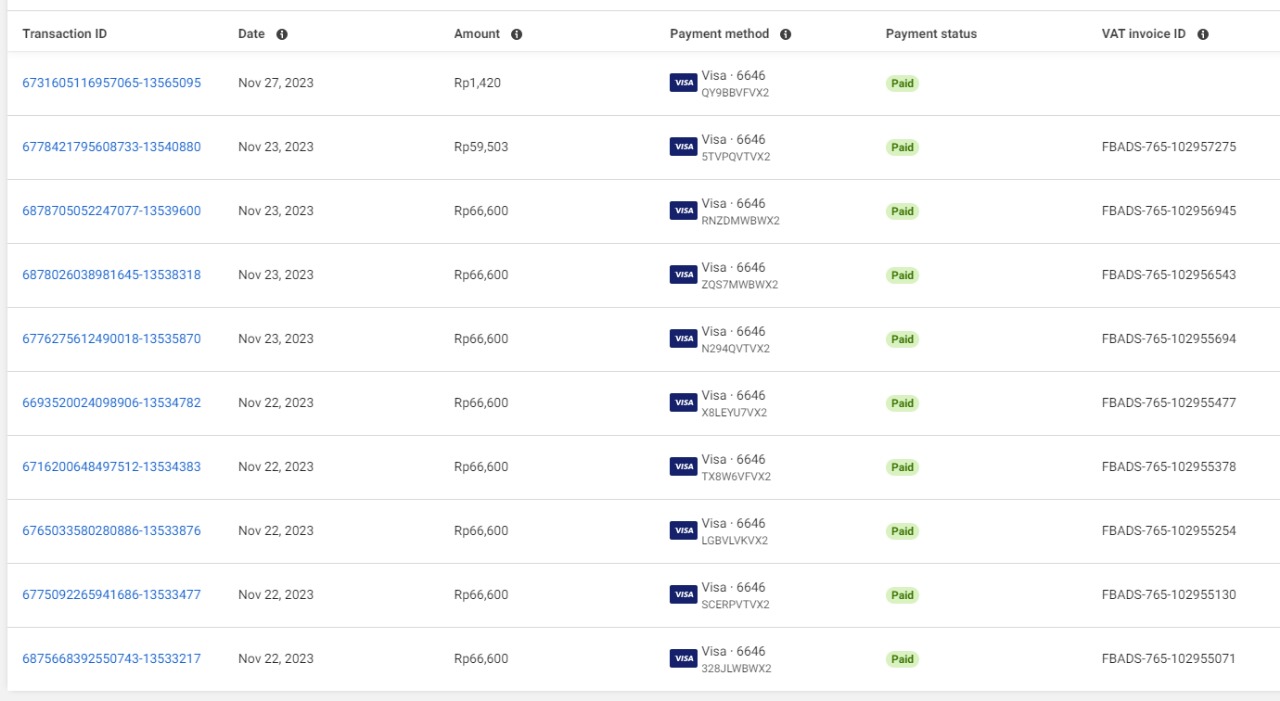 Transaction ID Date Amount Payment method Payment status VAT invoice ID
6731605116957065-13565095 Nov 27, 2023 Rp1,420 VISA Visa · 6646 Paid
QY9BBVFVX2
6778421795608733-13540880 Nov 23, 2023 Rp59,503 VISA Visa · 6646 Paid FBADS-765-102957275
5TVPQVTVX2
6878705052247077-13539600 Nov 23, 2023 Rp66,600 VISA Visa · 6646 Paid FBADS-765-102956945
RNZDMWBWX2
6878026038981645-13538318 Nov 23, 2023 Rp66,600 VISA Visa · 6646 Paid FBADS-765-102956543
ZQS7MWBWX2
6776275612490018-13535870 Nov 23, 2023 Rp66,600 VISA Visa · 6646 Paid FBADS-765-102955694
N294QVTVX2
6693520024098906-13534782 Nov 22, 2023 Rp66,600 VISA Visa · 6646 Paid FBADS-765-102955477
X8LEYU7VX2
6716200648497512-13534383 Nov 22, 2023 Rp66,600 VISA Visa · 6646 Paid FBADS-765-102955378
TX8W6VFVX2
6765033580280886-13533876 Nov 22, 2023 Rp66,600 VISA Visa · 6646 Paid FBADS-765-102955254
LGBVLVKVX2
6775092265941686-13533477 Nov 22, 2023 Rp66,600 VISA Visa · 6646 Paid FBADS-765-102955130
SCERPVTVX2
6875668392550743-13533217 Nov 22, 2023 Rp66,600 VISA Visa · 6646 Paid FBADS-765-102955071
328JLWBWX2